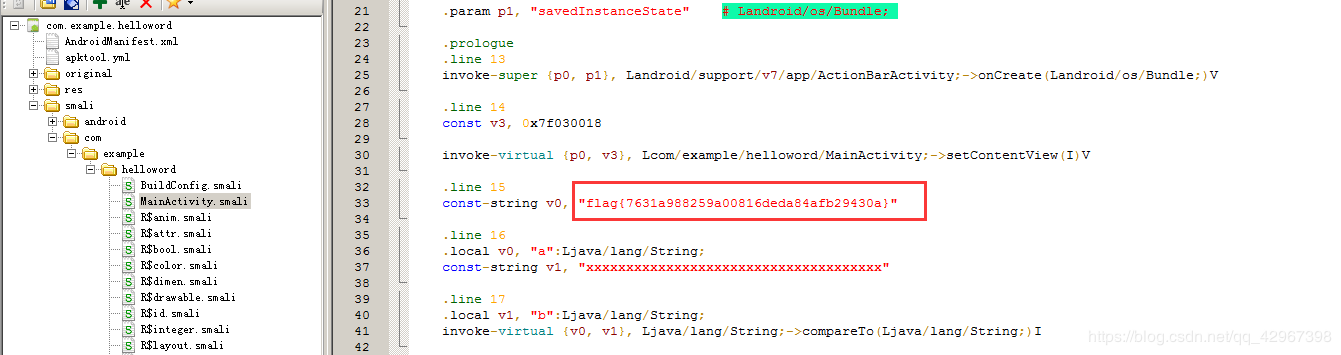 com.example.helloword
AndroidManifest.xml
apktool.yml
original
res
smali
android
com
example
helloword
BuildConfig.smali
MainActivity.smali
R$anim.smali
R$attr.smali
R$bool.smali
R$color.smali
R$dimen.smali
R$drawable.smali
R$id.smali
R$integer.smali
R$layout.smali
21 .param p1, "savedInstanceState" # Landroid/os/Bundle;
22
23 .prologue
24 .line 13
25 invoke-super {p0, p1}, Landroid/support/v7/app/ActionBarActivity;->onCreate(Landroid/os/Bundle;)V
26
27 .line 14
28 const v3, 0x7f030018
29
30 invoke-virtual {p0, v3}, Lcom/example/helloword/MainActivity;->setContentView(I)V
31
32 .line 15
33 const-string v0, "flag{7631a988259a00816deda84afb29430a}"
34
35 .line 16
36 .local v0, "a":Ljava/lang/String;
37 const-string v1, "xxxxxxxxxxxxxxxxxxxxxxxxxxxxxxxxxxxxx"
38
39 .line 17
40 .local v1, "b":Ljava/lang/String;
41 invoke-virtual {v0, v1}, Ljava/lang/String;->compareTo(Ljava/lang/String;)I
42
https://blog.csdn.net/qq_42967398